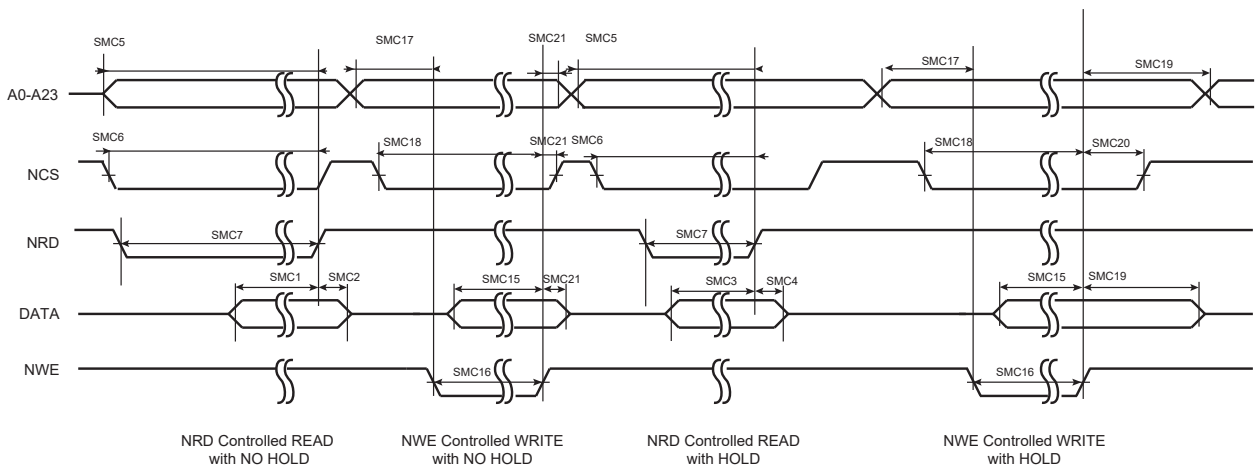 SMC5
SMC17
SMC21
SMC5
SMC17
SMC19
A0-A23
SMC6
SMC18
SMC21
SMC6
SMC18
SMC20
NCS
NRD
SMC7
SMC7
SMC1
SMC2
SMC15
SMC21
SMC3
SMC4
SMC15
SMC19
DATA
NWE
SMC16
SMC16
NRD Controlled READ
with NO HOLD
NWE Controlled WRITE
with NO HOLD
NRD Controlled READ
with HOLD
NWE Controlled WRITE
with HOLD